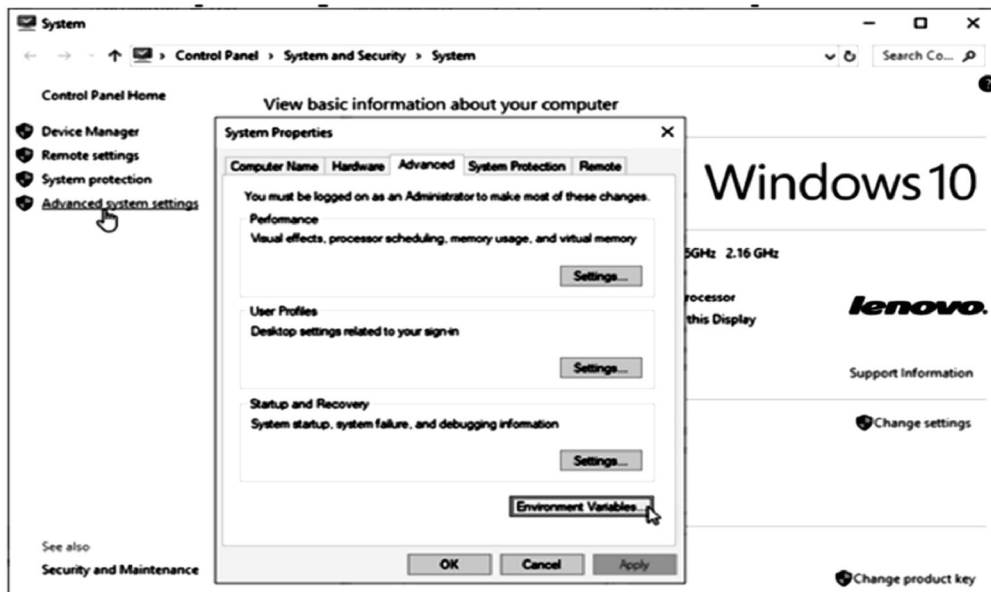 System
Control Panel > System and Security > System
Search Co...
Control Panel Home
Device Manager
Remote settings
System protection
Advanced system settings
See also
Security and Maintenance
View basic information about your computer
System Properties
Computer Name Hardware Advanced System Protection Remote
You must be logged on as an Administrator to make most of these changes.
Performance
Visual effects, processor scheduling, memory usage, and virtual memory
Settings...
User Profiles
Desktop settings related to your sign-in
Settings...
Startup and Recovery
System startup, system failure, and debugging information
Settings...
Environment Variables...
OK Cancel Apply
?
Windows 10
5GHz 2.16 GHz
rocessor
this Display
lenovo.
Support Information
Change settings
Change product key